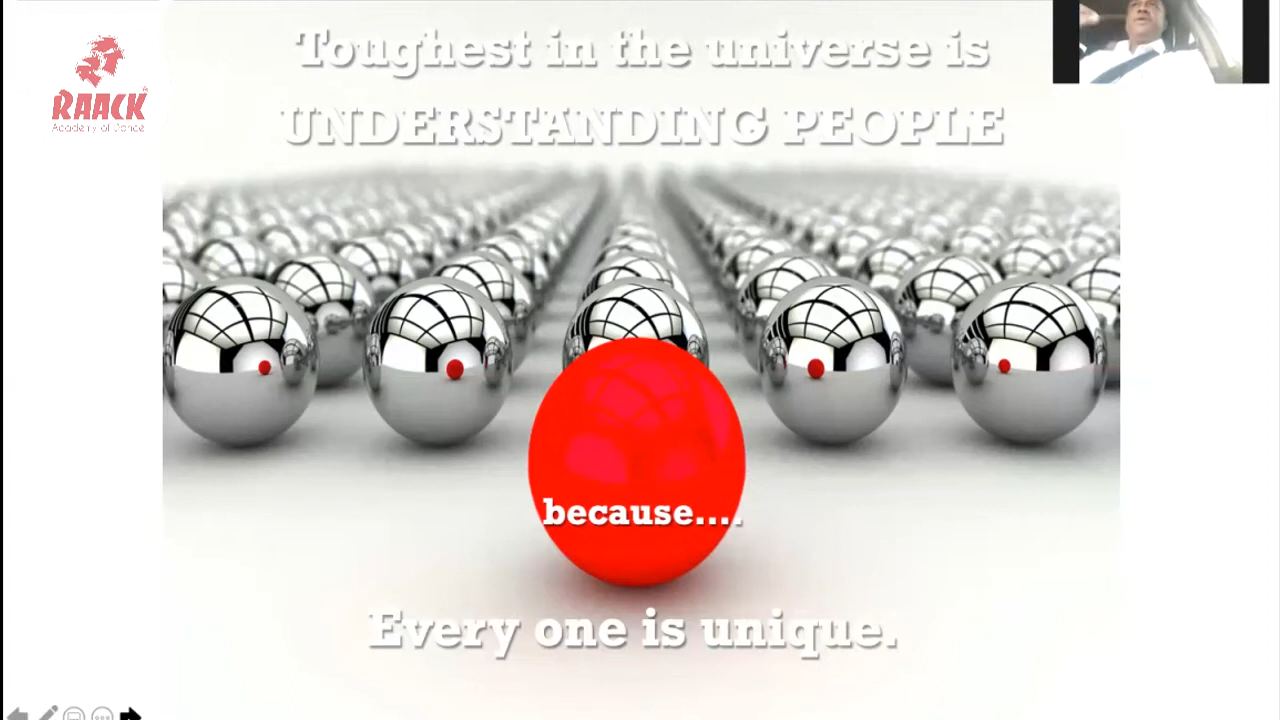 Toughest in the universe is
UNDERSTANDING PEOPLE
RAACK®
Academy of Dance
because....
Every one is unique.